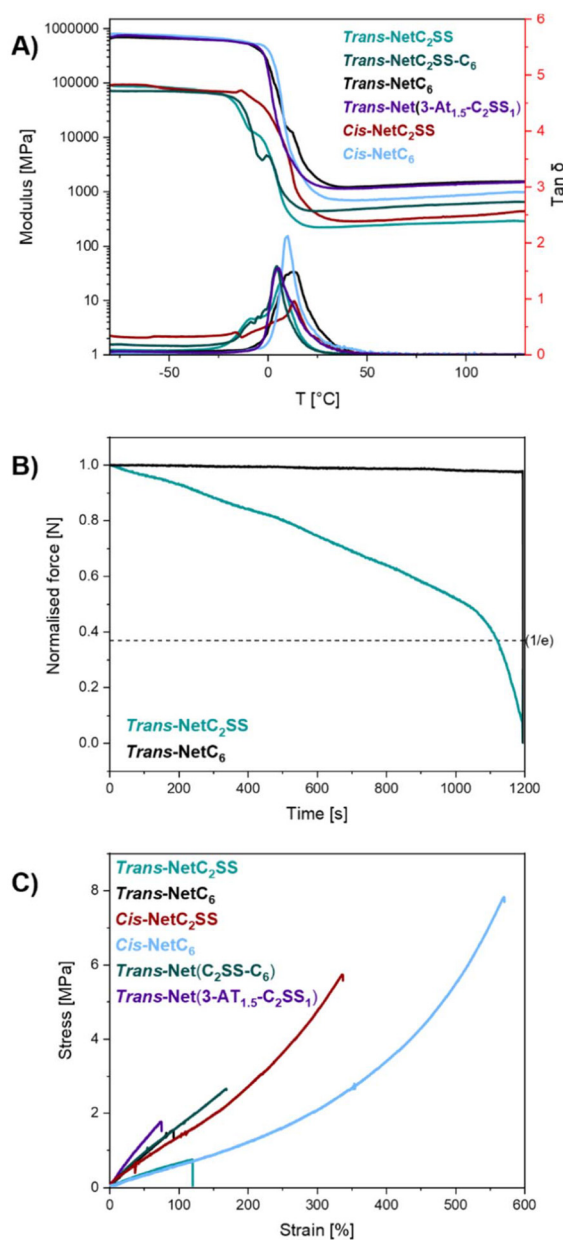 A)
Trans-NetC₂SS
Trans-NetC₂SS-C₆
Trans-NetC₆
Trans-Net(3-At₁.₅-C₂SS₁)
Cis-NetC₂SS
Cis-NetC₆
Modulus [MPa]
1000000
100000
10000
1000
100
10
1
Tan δ
6
5
4
3
2
1
0
-50 0 50 100
T [°C]
B)
Normalised force [N]
1.0
0.8
0.6
0.4
0.2
0.0
(1/e)
Trans-NetC₂SS
Trans-NetC₆
0 200 400 600 800 1000 1200
Time [s]
C)
Trans-NetC₂SS
Trans-NetC₆
Cis-NetC₂SS
Cis-NetC₆
Trans-Net(C₂SS-C₆)
Trans-Net(3-AT₁.₅-C₂SS₁)
Stress [MPa]
8
6
4
2
0
0 100 200 300 400 500 600
Strain [%]